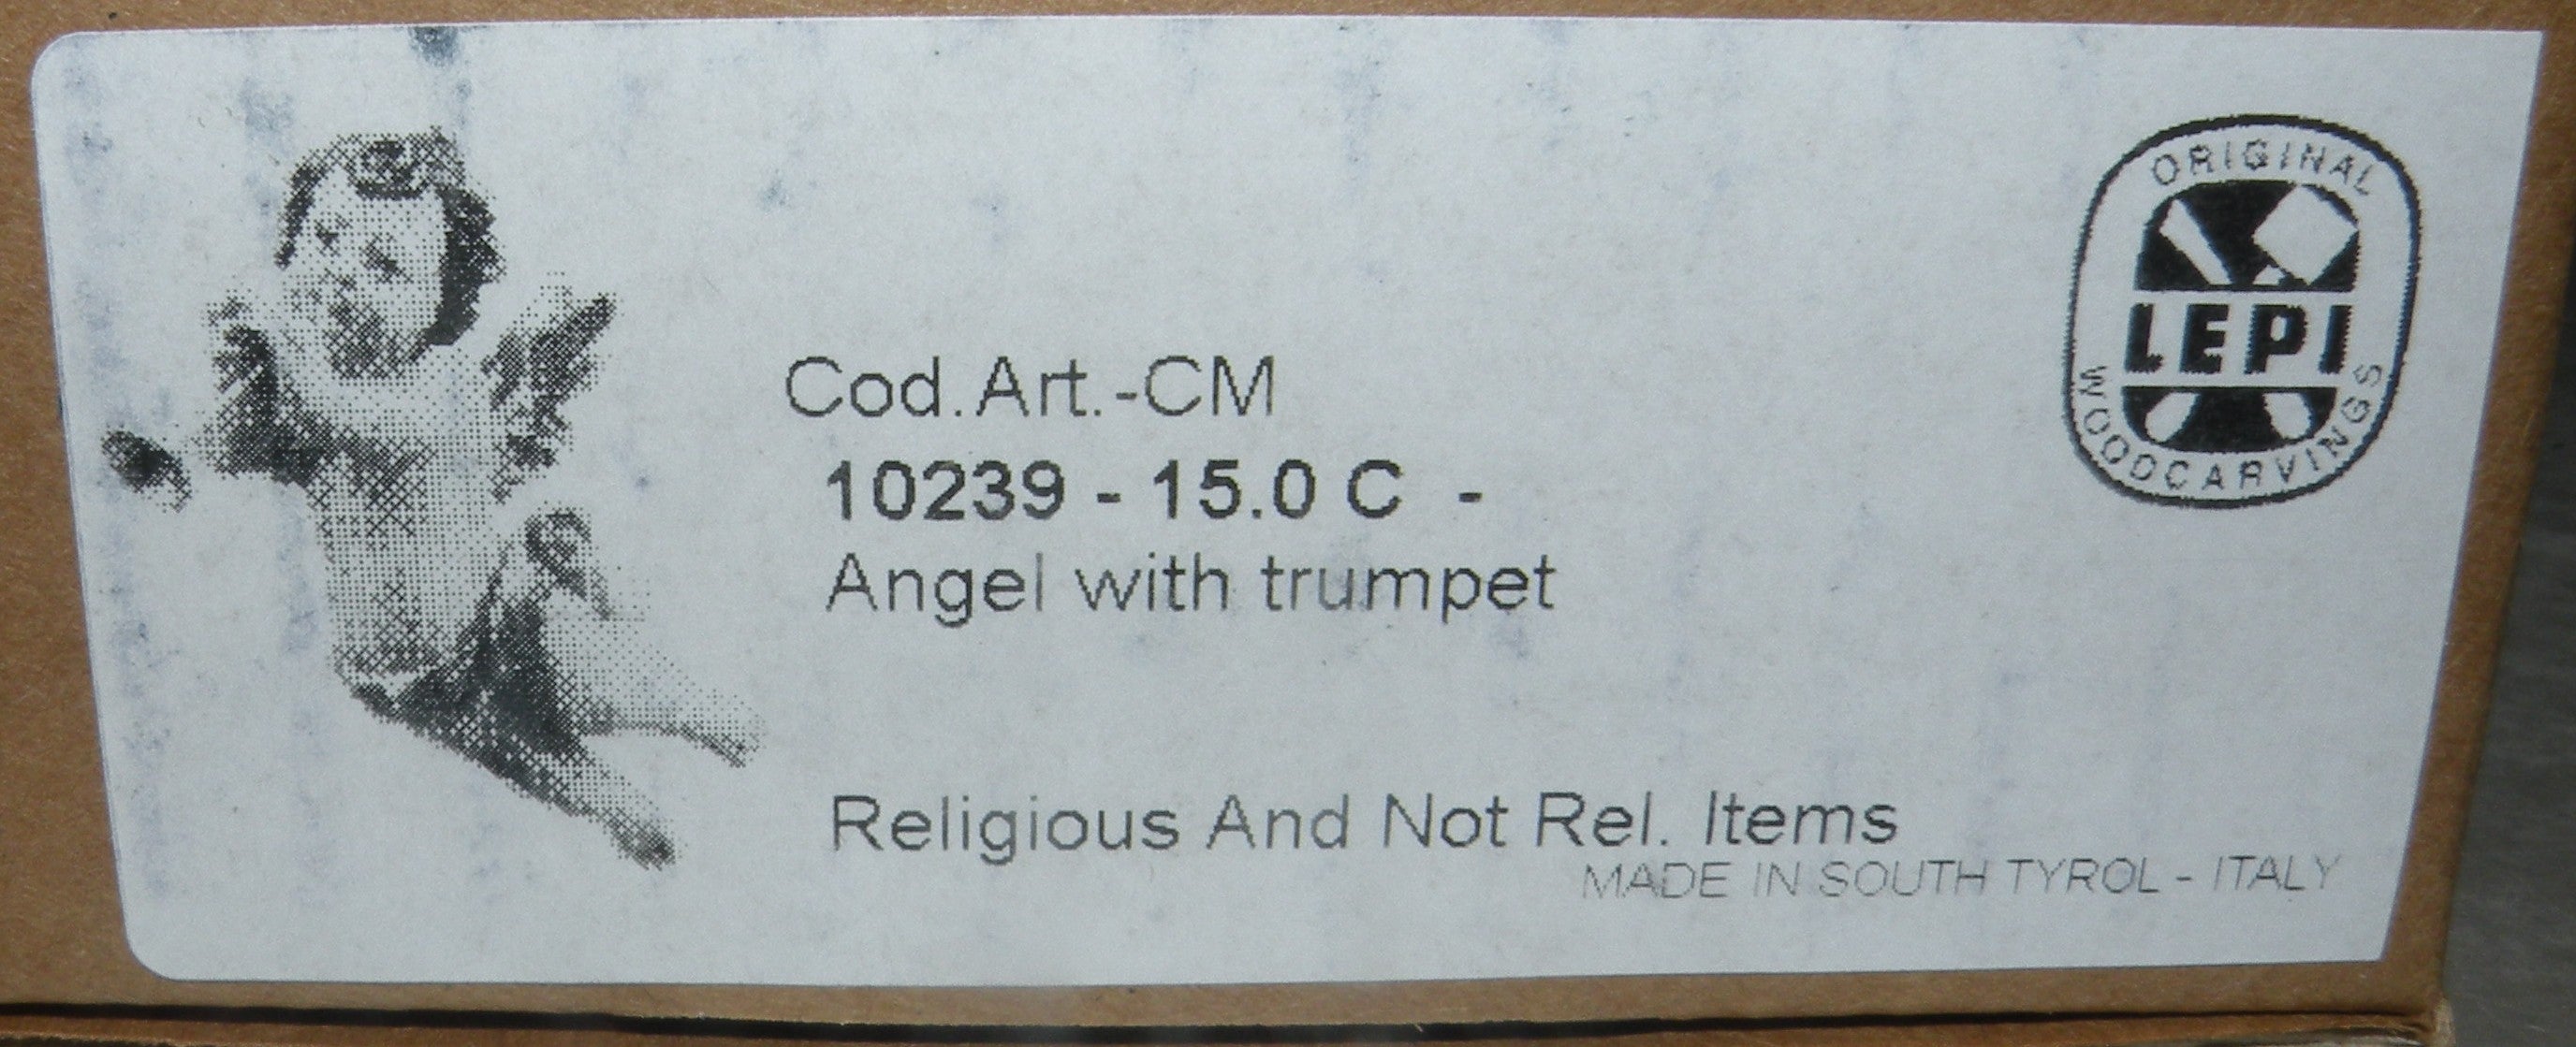 ORIGINAL
LEPI
WOODCARVINGS
Cod.Art.-CM
10239 - 15.0 C -
Angel with trumpet
Religious And Not Rel. Items
MADE IN SOUTH TYROL - ITALY